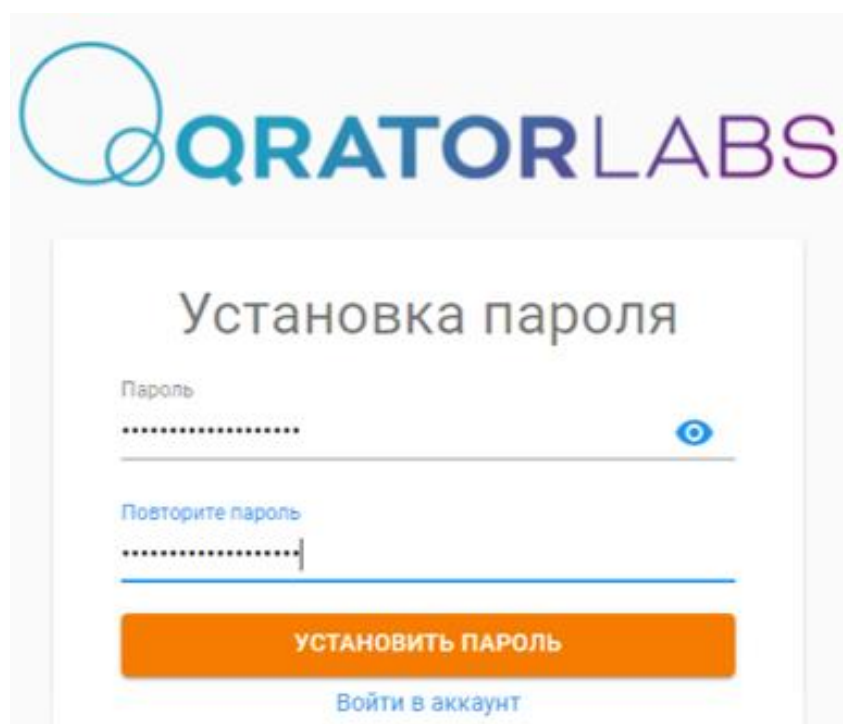 QRATORLABS
Установка пароля
Пароль
•••••••••••••••••••
Повторите пароль
•••••••••••••••••••
УСТАНОВИТЬ ПАРОЛЬ
Войти в аккаунт